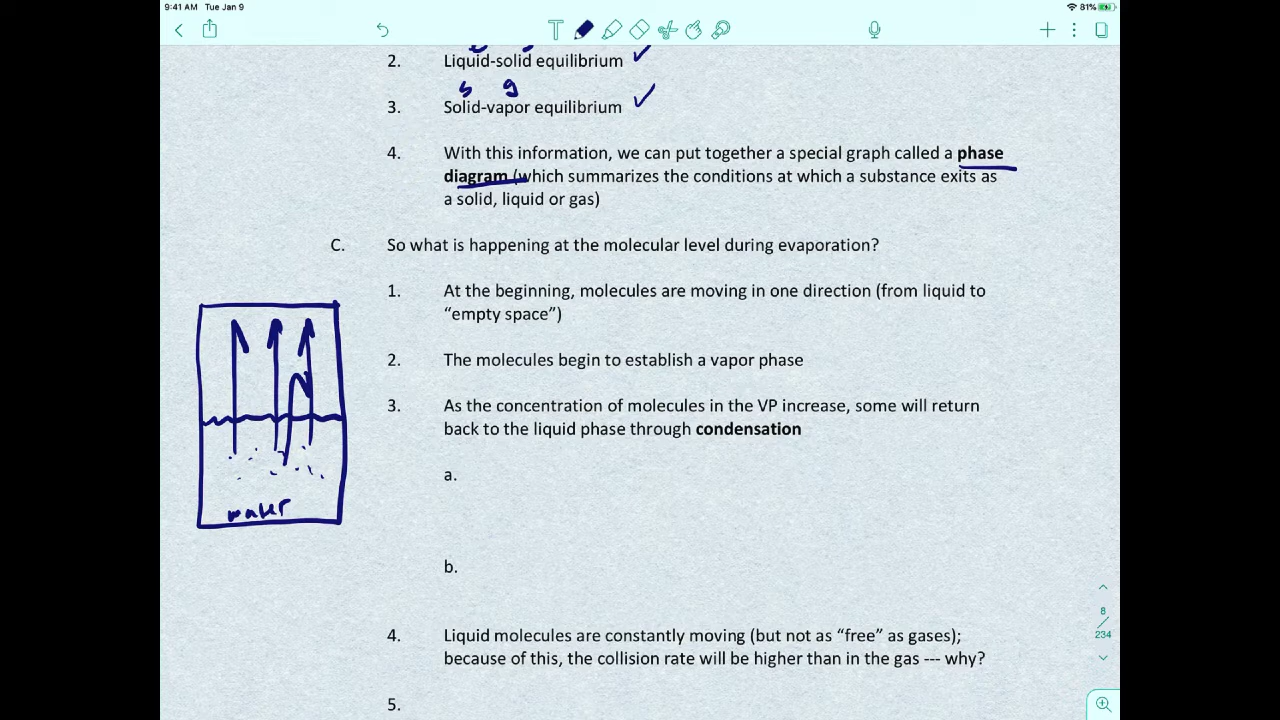 9:41 AM Tue Jan 9
81%
T
2. Liquid-solid equilibrium
s g
3. Solid-vapor equilibrium
4. With this information, we can put together a special graph called a phase
diagram (which summarizes the conditions at which a substance exits as
a solid, liquid or gas)
C. So what is happening at the molecular level during evaporation?
1. At the beginning, molecules are moving in one direction (from liquid to
“empty space”)
2. The molecules begin to establish a vapor phase
3. As the concentration of molecules in the VP increase, some will return
back to the liquid phase through condensation
a.
water
b.
4. Liquid molecules are constantly moving (but not as “free” as gases);
because of this, the collision rate will be higher than in the gas --- why?
5.
8
/
234